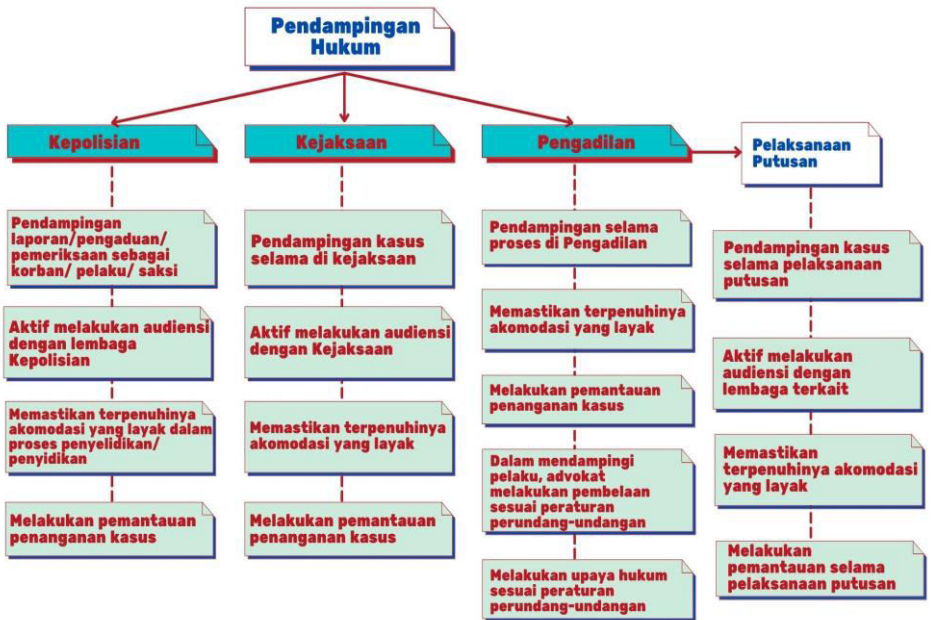 Pendampingan
Hukum
Kepolisian
Pendampingan
laporan/pengaduan/
pemeriksaan sebagai
korban/ pelaku/ saksi
Aktif melakukan audiensi
dengan lembaga
Kepolisian
Memastikan terpenuhinya
akomodasi yang layak dalam
proses penyelidikan/
penyidikan
Melakukan pemantauan
penanganan kasus
Kejaksaan
Pendampingan kasus
selama di kejaksaan
Aktif melakukan audiensi
dengan Kejaksaan
Memastikan terpenuhinya
akomodasi yang layak
Melakukan pemantauan
penanganan kasus
Pengadilan
Pendampingan selama
proses di Pengadilan
Memastikan terpenuhinya
akomodasi yang layak
Melakukan pemantauan
penanganan kasus
Dalam mendampingi
pelaku, advokat
melakukan pembelaan
sesuai peraturan
perundang-undangan
Melakukan upaya hukum
sesuai peraturan
perundang-undangan
Pelaksanaan
Putusan
Pendampingan kasus
selama pelaksanaan
putusan
Aktif melakukan
audiensi dengan
lembaga terkait
Memastikan
terpenuhinya akomodasi
yang layak
Melakukan
pemantauan selama
pelaksanaan putusan